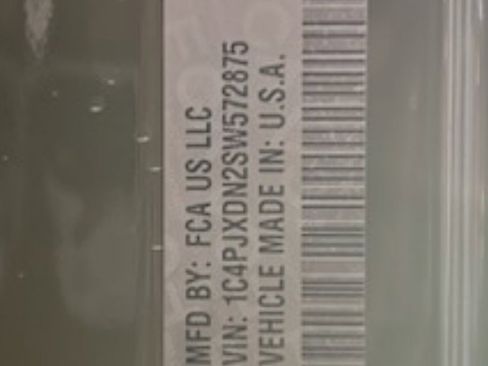 MFD BY: FCA US LLC
VIN: 1C4PJXDN2SW572875
VEHICLE MADE IN: U.S.A.